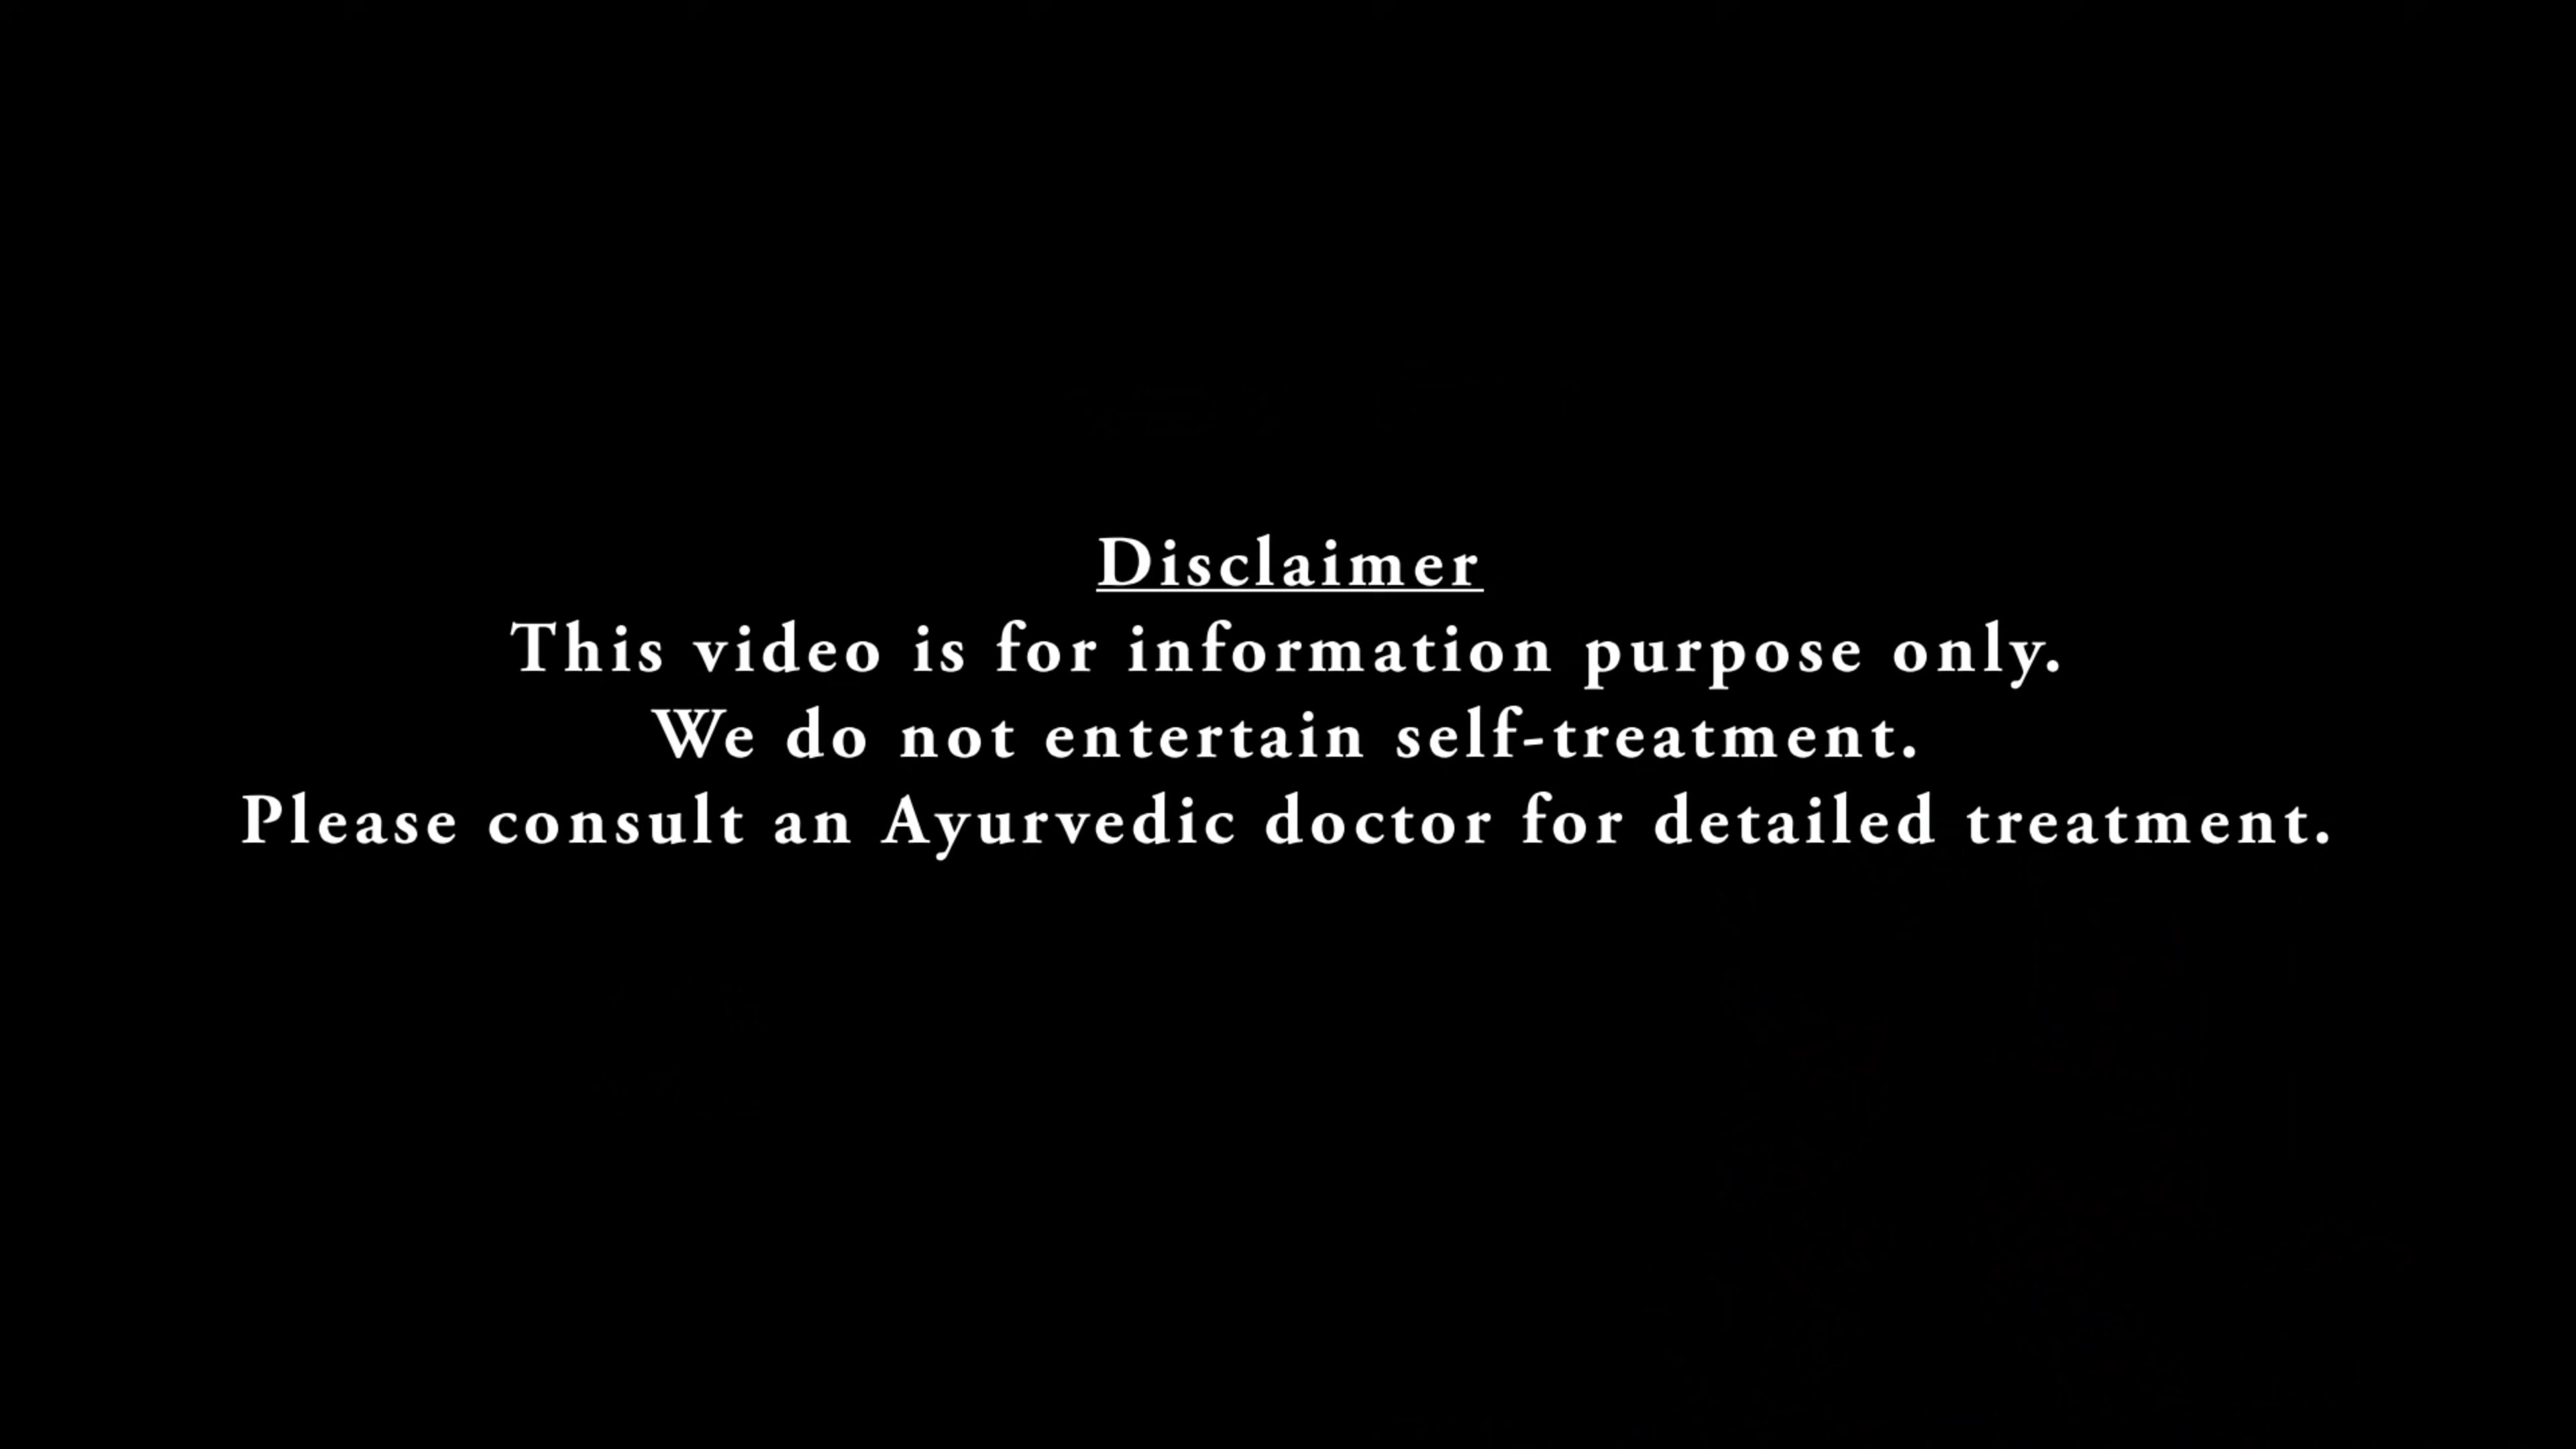 Disclaimer
This video is for information purpose only.
We do not entertain self-treatment.
Please consult an Ayurvedic doctor for detailed treatment.